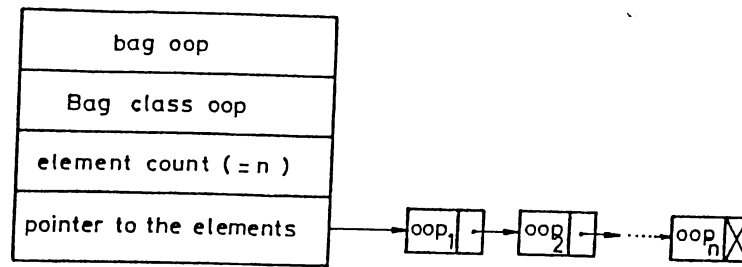 bag oop
Bag class oop
element count (=n)
pointer to the elements
oop₁ oop₂ ...... oopₙ